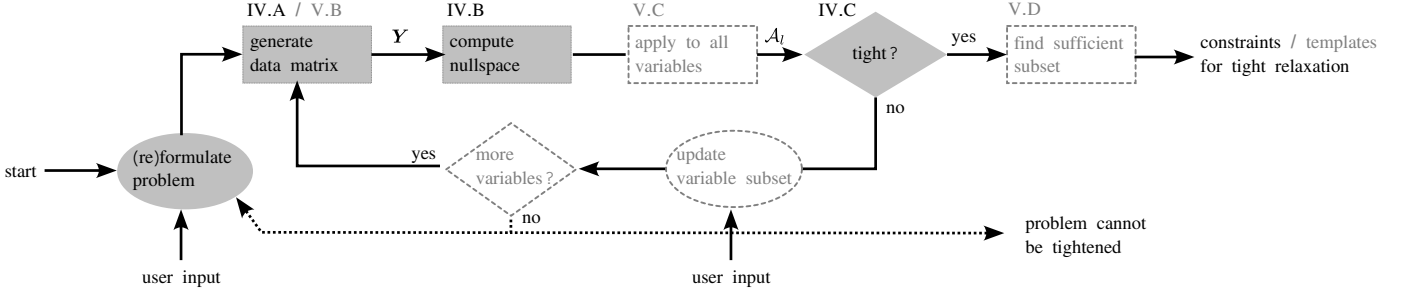 IV.A / V.B
IV.B
V.C
IV.C
V.D
generate
data matrix
Y
compute
nullspace
apply to all
variables
𝒜ₗ
tight?
yes
find sufficient
subset
constraints / templates
for tight relaxation
no
start
(re)formulate
problem
yes
more
variables?
update
variable subset
no
problem cannot
be tightened
user input
user input